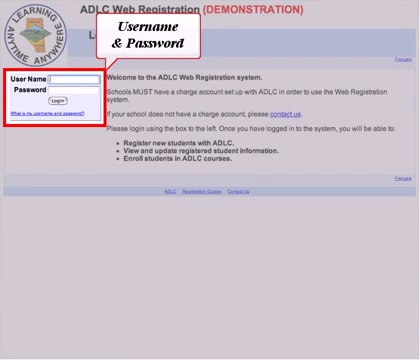 LEARNING
ANYTIME ANYWHERE
ADLC Web Registration (DEMONSTRATION)
Username
& Password
L
Français
User Name
Password
Login
What is my username and password?
Welcome to the ADLC Web Registration system.
Schools MUST have a charge account set up with ADLC in order to use the Web Registration
system.
If your school does not have a charge account, please contact us.
Please login using the box to the left. Once you have logged in to the system, you will be able to:
• Register new students with ADLC.
• View and update registered student information.
• Enroll students in ADLC courses.
Français
ADLC Registration Guides Contact Us